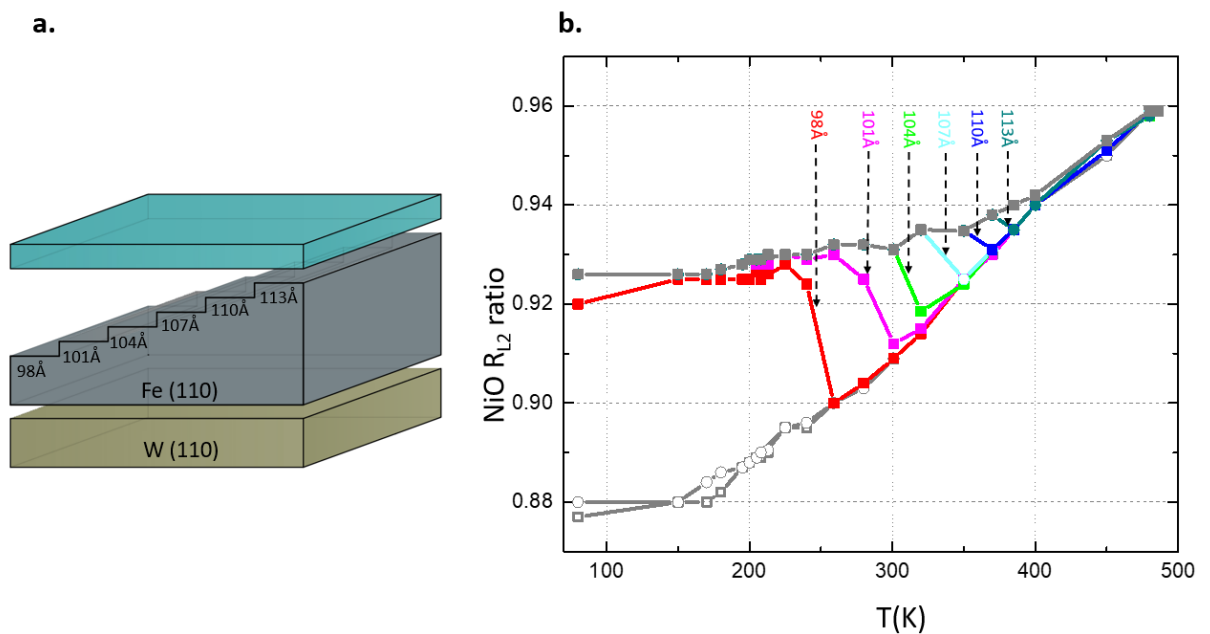 a.
98Å
101Å
104Å
107Å
110Å
113Å
Fe (110)
W (110)
b.
NiO R_L2 ratio
0.96
0.94
0.92
0.90
0.88
98Å
101Å
104Å
107Å
110Å
113Å
100
200
300
400
500
T(K)